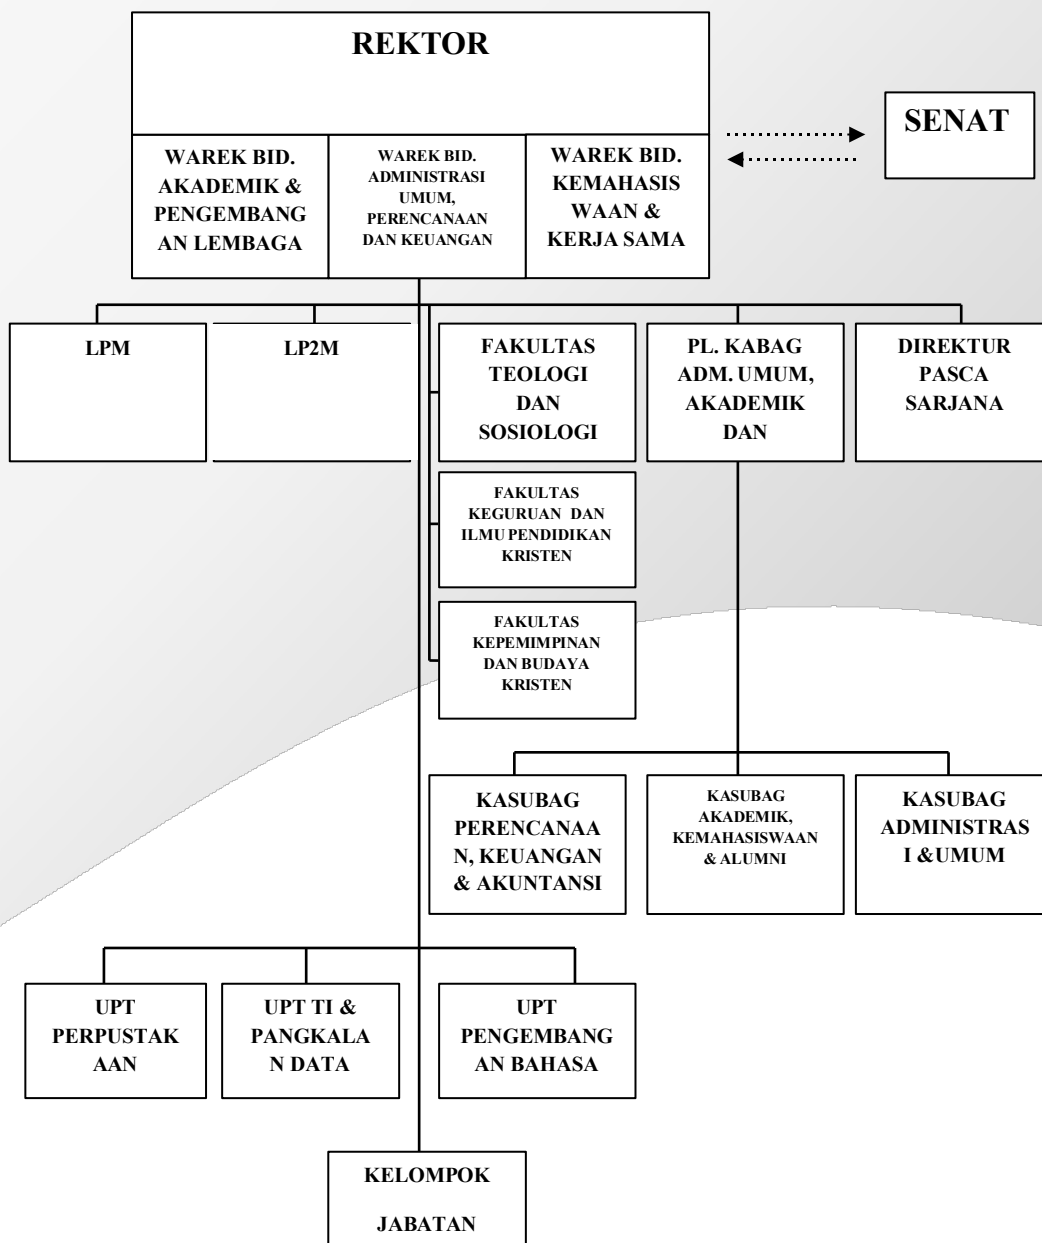 REKTOR
SENAT
WAREK BID.
AKADEMIK &
PENGEMBANG
AN LEMBAGA
WAREK BID.
ADMINISTRASI
UMUM,
PERENCANAAN
DAN KEUANGAN
WAREK BID.
KEMAHASIS
WAAN &
KERJA SAMA
LPM
LP2M
FAKULTAS
TEOLOGI
DAN
SOSIOLOGI
PL. KABAG
ADM. UMUM,
AKADEMIK
DAN
DIREKTUR
PASCA
SARJANA
FAKULTAS
KEGURUAN DAN
ILMU PENDIDIKAN
KRISTEN
FAKULTAS
KEPEMIMPINAN
DAN BUDAYA
KRISTEN
KASUBAG
PERENCANAA
N, KEUANGAN
& AKUNTANSI
KASUBAG
AKADEMIK,
KEMAHASISWAAN
& ALUMNI
KASUBAG
ADMINISTRAS
I &UMUM
UPT
PERPUSTAK
AAN
UPT TI &
PANGKALA
N DATA
UPT
PENGEMBANG
AN BAHASA
KELOMPOK
JABATAN